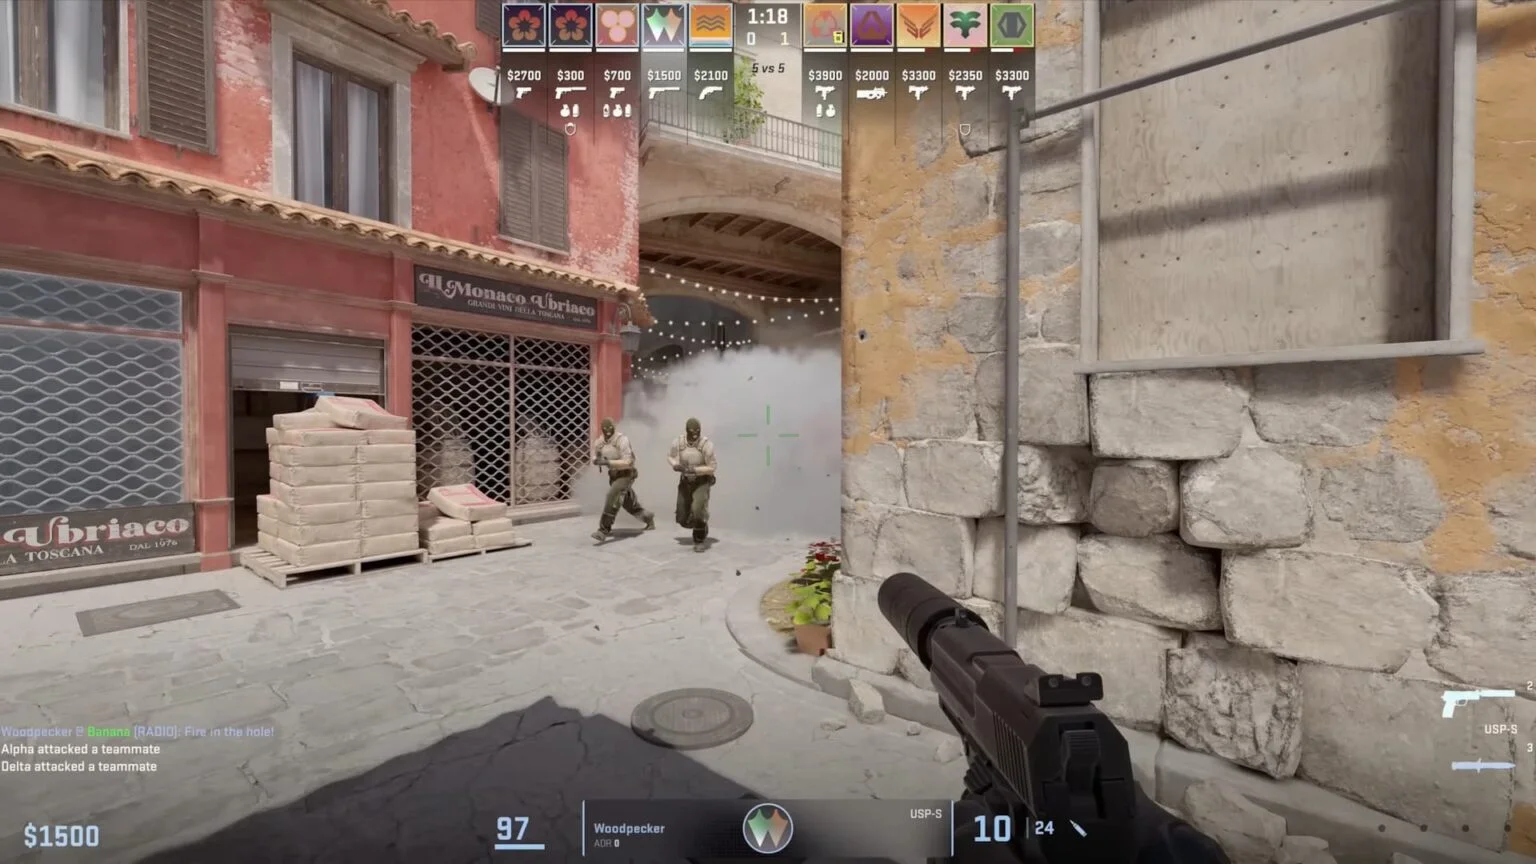 1:18
0 1
5 vs 5
$2700 $300 $700 $1500 $2100
$3900 $2000 $3300 $2350 $3300
Il Monaco Ubriaco
GRANDI VINI DELLA TOSCANA
Ubriaco
LA TOSCANA DAL 1976
Woodpecker @ Banana [RADIO]: Fire in the hole!
Alpha attacked a teammate
Delta attacked a teammate
2
USP-S
3
$1500
97
Woodpecker
ADR 0
USP-S
10 24